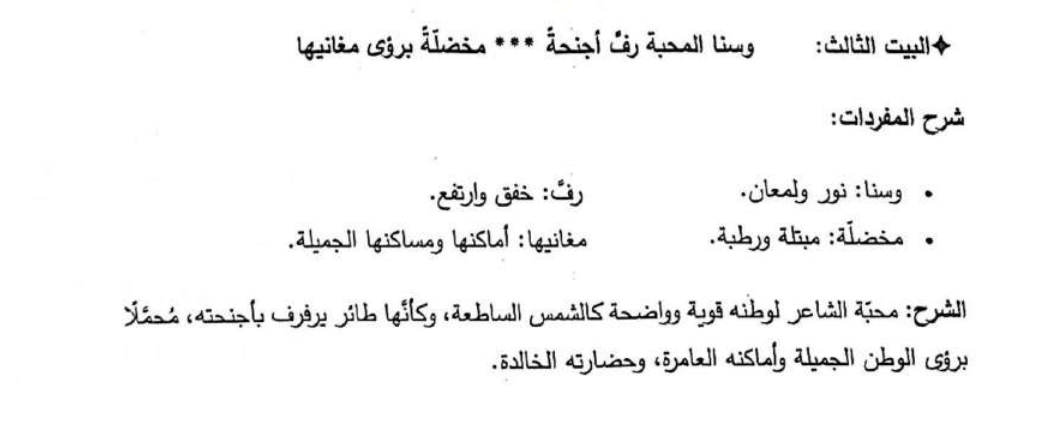 ✦البيت الثالث: وسنا المحبة رفَّ أجنحةً *** مخضلّةً برؤى مغانيها
شرح المفردات:
• وسنا: نور ولمعان. رفَّ: خفق وارتفع.
• مخضلّة: مبتلة ورطبة. مغانيها: أماكنها ومساكنها الجميلة.
الشرح: محبّة الشاعر لوطنه قوية وواضحة كالشمس الساطعة، وكأنَّها طائر يرفرف بأجنحته، مُحمَّلًا
برؤى الوطن الجميلة وأماكنه العامرة، وحضارته الخالدة.